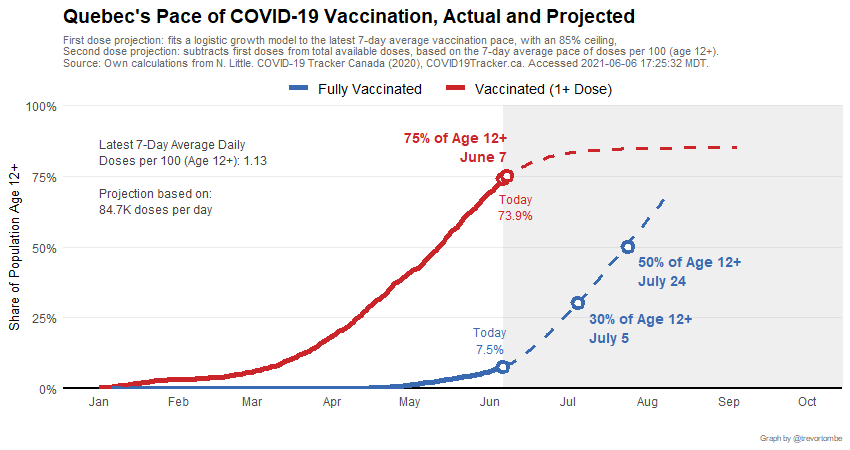 Quebec's Pace of COVID-19 Vaccination, Actual and Projected
First dose projection: fits a logistic growth model to the latest 7-day average vaccination pace, with an 85% ceiling,
Second dose projection: subtracts first doses from total available doses, based on the 7-day average pace of doses per 100 (age 12+).
Source: Own calculations from N. Little. COVID-19 Tracker Canada (2020), COVID19Tracker.ca. Accessed 2021-06-06 17:25:32 MDT.
Fully Vaccinated
Vaccinated (1+ Dose)
Share of Population Age 12+
100%
75%
50%
25%
0%
Latest 7-Day Average Daily
Doses per 100 (Age 12+): 1.13
Projection based on:
84.7K doses per day
75% of Age 12+
June 7
Today
73.9%
50% of Age 12+
July 24
30% of Age 12+
July 5
Today
7.5%
Jan
Feb
Mar
Apr
May
Jun
Jul
Aug
Sep
Oct
Graph by @trevortombe